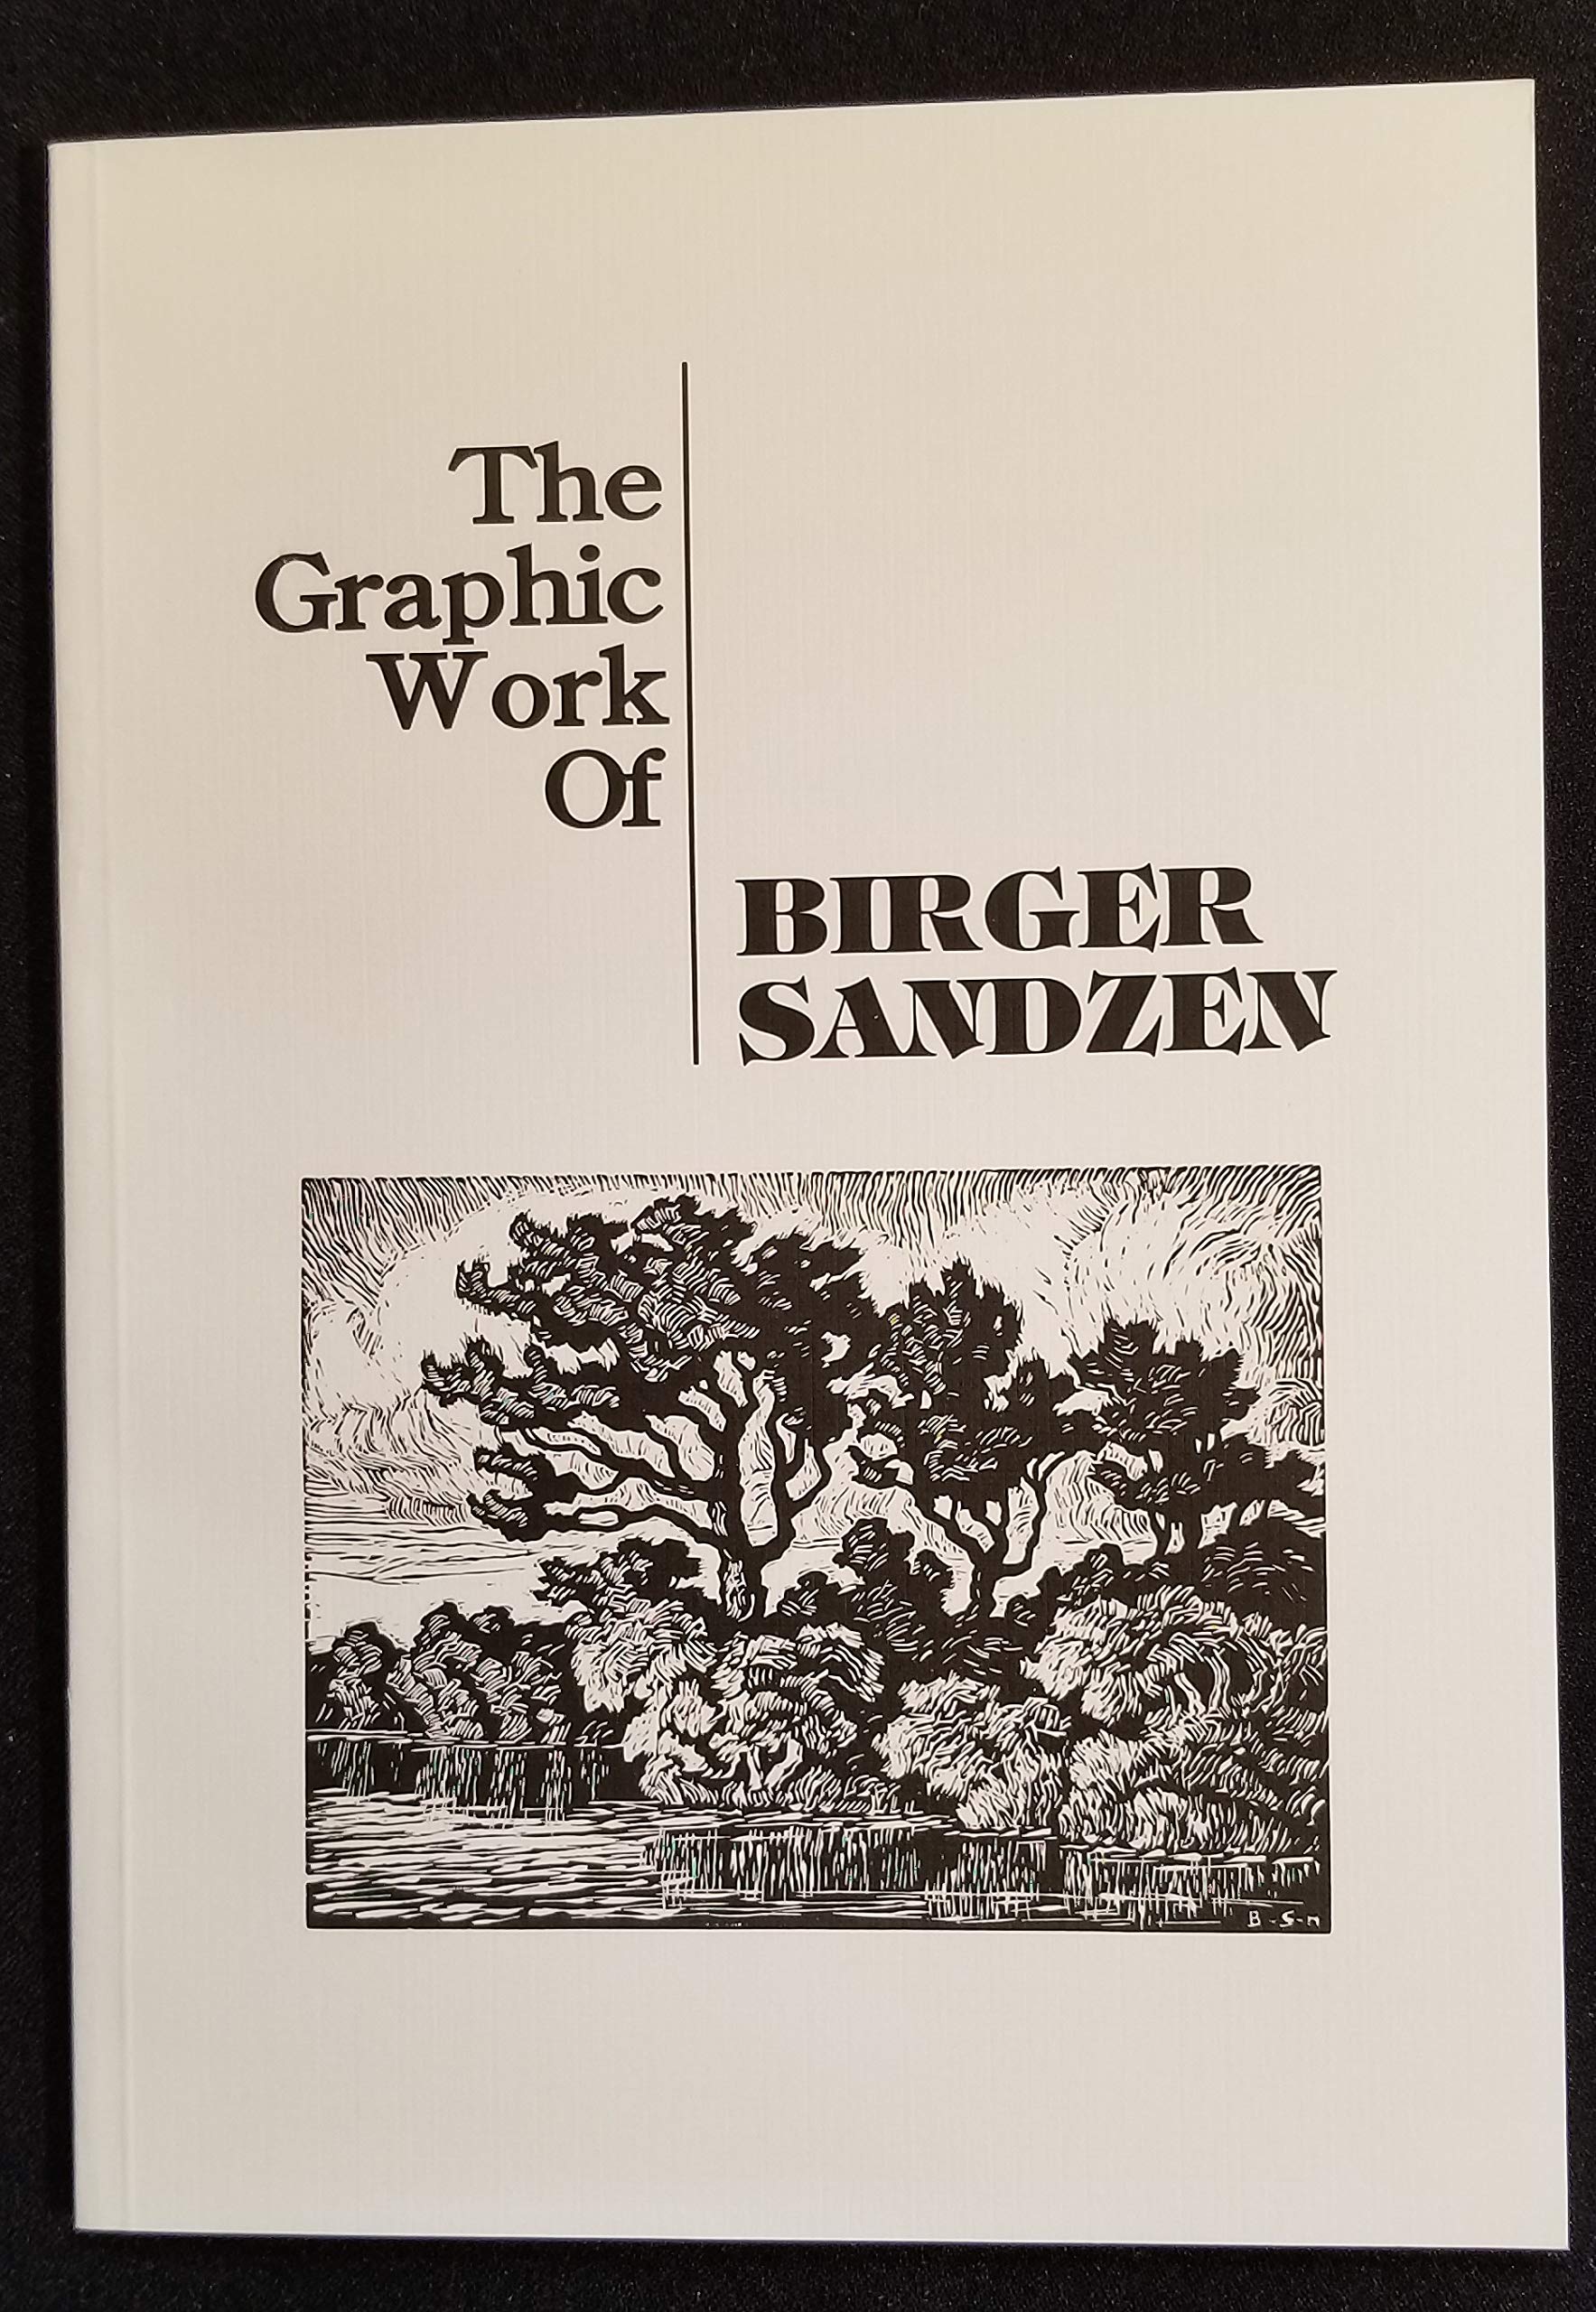 The
Graphic
Work
Of
BIRGER
SANDZEN
B-S-n